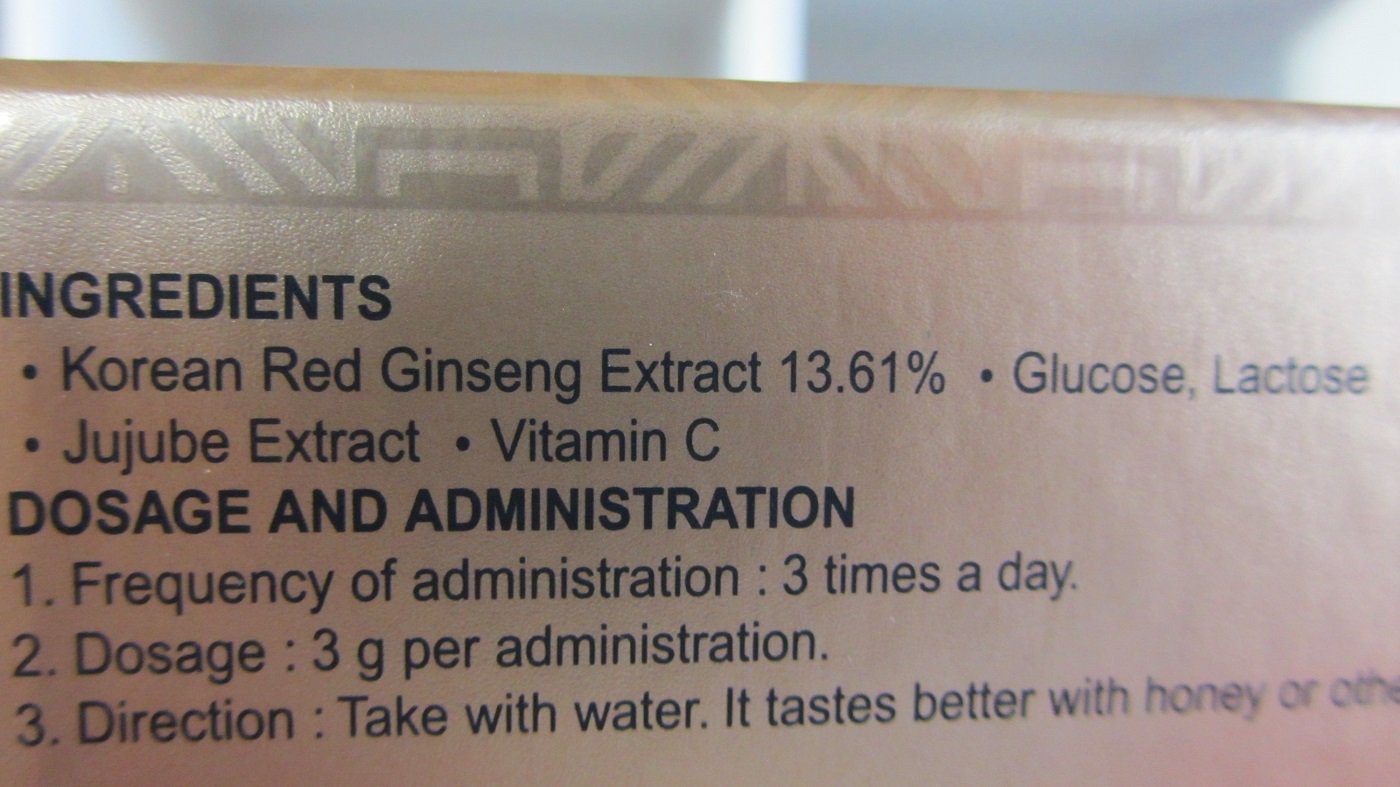 INGREDIENTS
• Korean Red Ginseng Extract 13.61% • Glucose, Lactose
• Jujube Extract • Vitamin C
DOSAGE AND ADMINISTRATION
1. Frequency of administration : 3 times a day.
2. Dosage : 3 g per administration.
3. Direction : Take with water. It tastes better with honey or